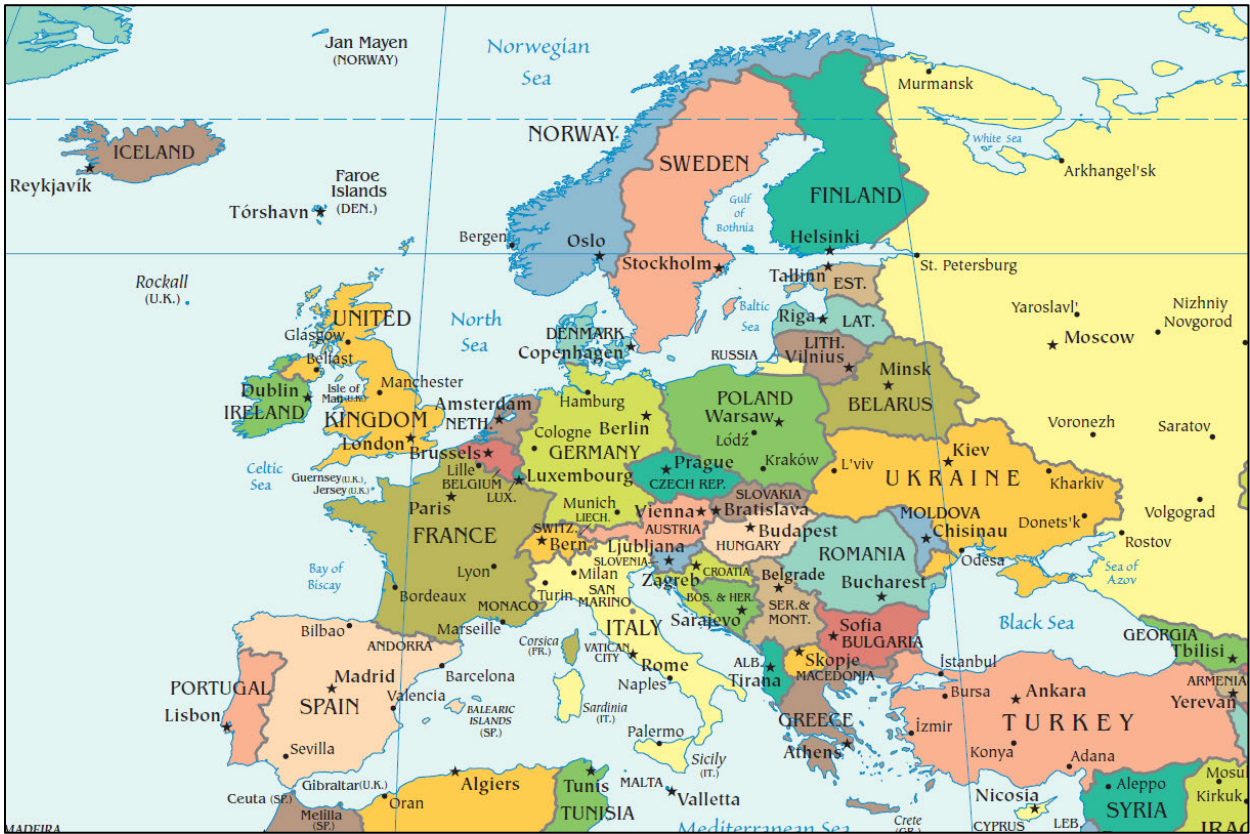 Jan Mayen
(NORWAY)
Norwegian
Sea
Murmansk
White Sea
Arkhangel'sk
ICELAND
Reykjavík
Faroe
Islands
(DEN.)
Tórshavn
NORWAY
SWEDEN
FINLAND
Gulf
of
Bothnia
Bergen
Oslo
Stockholm
Helsinki
Tallinn
EST.
St. Petersburg
Rockall
(U.K.)
UNITED
KINGDOM
Glasgow
Belfast
North
Sea
DENMARK
Copenhagen
Baltic
Sea
Riga
LAT.
Yaroslavl'
Nizhniy
Novgorod
Moscow
RUSSIA
LITH.
Vilnius
Minsk
BELARUS
Dublin
IRELAND
Isle of
Man (U.K.)
Manchester
London
Amsterdam
NETH.
Hamburg
Berlin
POLAND
Warsaw
Łódź
Kraków
Voronezh
Saratov
Celtic
Sea
Guernsey (U.K.)
Jersey (U.K.)
Brussels
Lille
BELGIUM
Cologne
GERMANY
Luxembourg
LUX.
Prague
CZECH REP.
L'viv
Kiev
UKRAINE
Kharkiv
Paris
FRANCE
Munich
LIECH.
Vienna
AUSTRIA
SLOVAKIA
Bratislava
Budapest
HUNGARY
MOLDOVA
Chisinau
Donets'k
Volgograd
Rostov
SWITZ.
Bern
Ljubljana
SLOVENIA
Zagreb
CROATIA
ROMANIA
Bucharest
Odesa
Sea of
Azov
Bay of
Biscay
Lyon
Bordeaux
Milan
Turin
SAN
MARINO
BOS. & HER.
Sarajevo
Belgrade
SER.&
MONT.
MONACO
Marseille
ITALY
Sofia
BULGARIA
Black Sea
GEORGIA
Tbilisi
Bilbao
ANDORRA
Corsica
(FR.)
VATICAN
CITY
Rome
Naples
ALB.
Tirana
Skopje
MACEDONIA
İstanbul
Bursa
Ankara
ARMENIA
Yerevan
PORTUGAL
Lisbon
Madrid
SPAIN
Barcelona
Valencia
BALEARIC
ISLANDS
(SP.)
Sardinia
(IT.)
GREECE
Athens
İzmir
TURKEY
Konya
Adana
Sevilla
Palermo
Sicily
(IT.)
Gibraltar (U.K.)
Ceuta (SP.)
Melilla
(SP.)
Oran
Algiers
Tunis
TUNISIA
MALTA
Valletta
Crete
(GR.)
Nicosia
CYPRUS
LEB.
Aleppo
SYRIA
Mosul
Kirkuk
IRAQ
MADEIRA
Mediterranean Sea